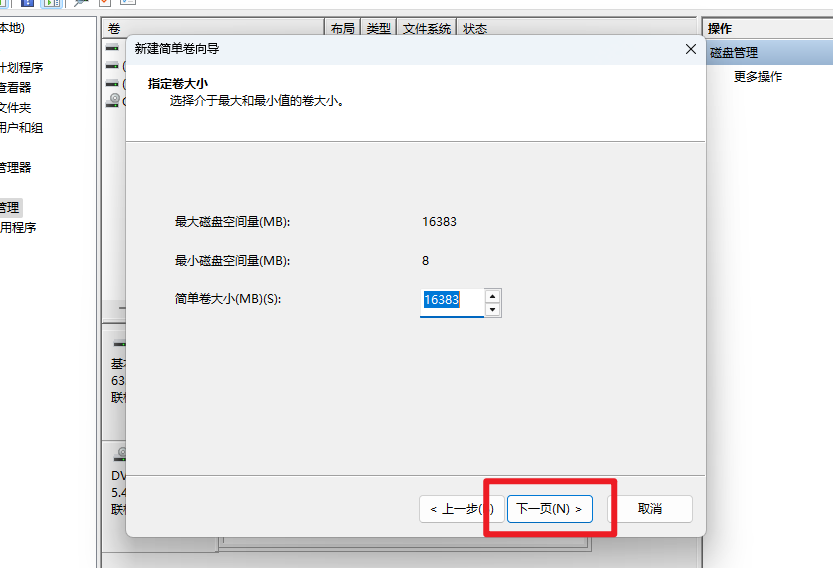 本地)
计划程序
查看器
文件夹
用户和组
管理器
管理
用程序
卷
布局
类型
文件系统
状态
操作
磁盘管理
更多操作
新建简单卷向导
指定卷大小
选择介于最大和最小值的卷大小。
最大磁盘空间量(MB):
16383
最小磁盘空间量(MB):
8
简单卷大小(MB)(S):
16383
基
63
联
DV
5.4
联
< 上一步(
下一页(N) >
取消